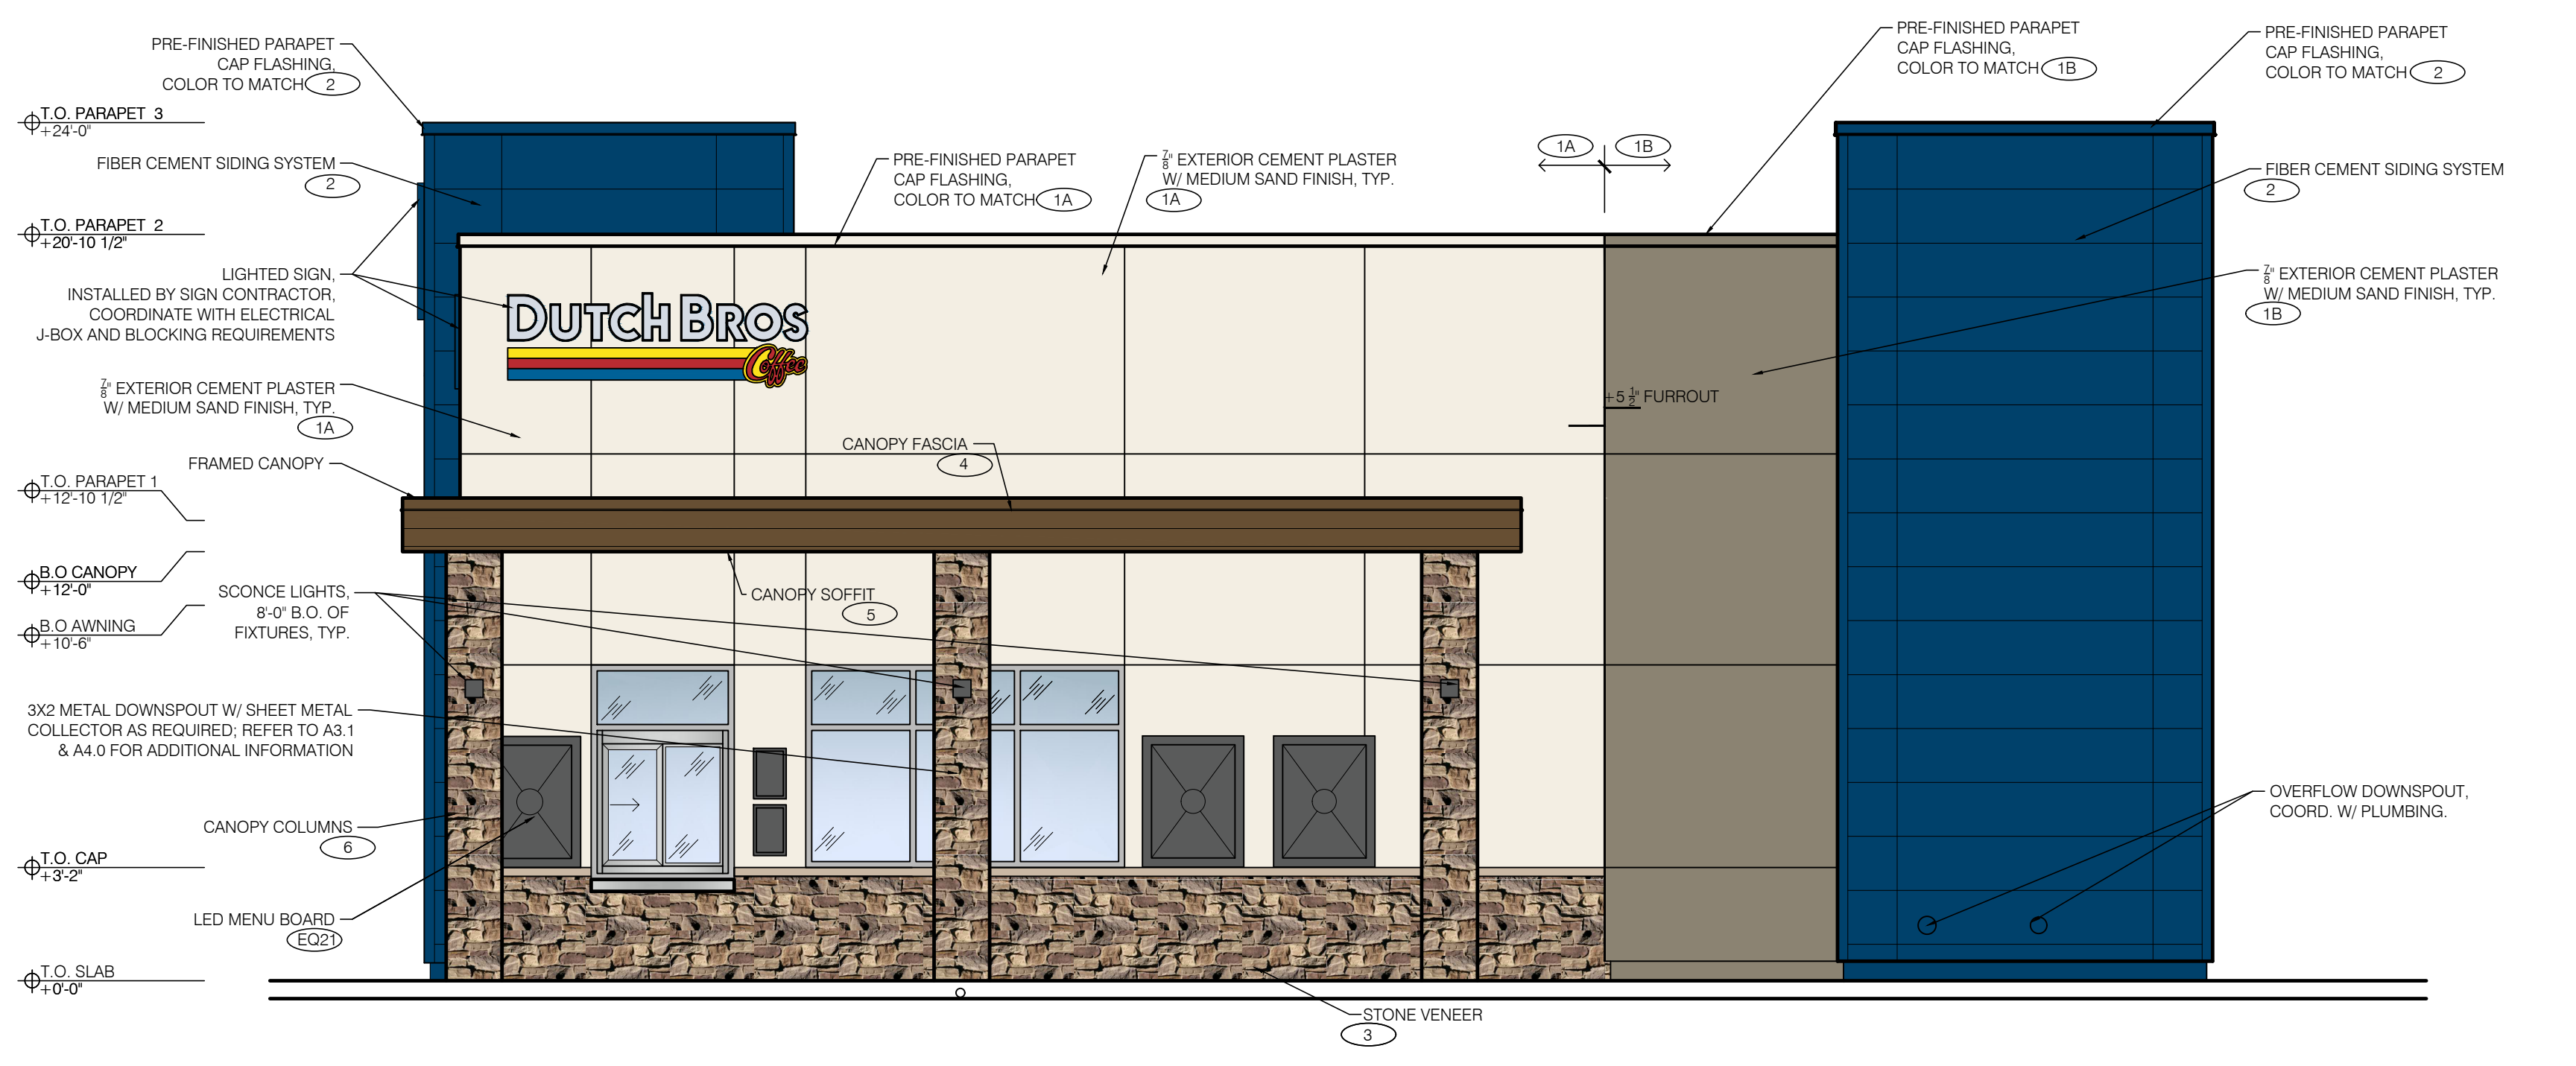 PRE-FINISHED PARAPET
CAP FLASHING,
COLOR TO MATCH 2
T.O. PARAPET 3
+24'-0"
FIBER CEMENT SIDING SYSTEM
2
T.O. PARAPET 2
+20'-10 1/2"
LIGHTED SIGN,
INSTALLED BY SIGN CONTRACTOR,
COORDINATE WITH ELECTRICAL
J-BOX AND BLOCKING REQUIREMENTS
7/8" EXTERIOR CEMENT PLASTER
W/ MEDIUM SAND FINISH, TYP.
1A
FRAMED CANOPY
T.O. PARAPET 1
+12'-10 1/2"
B.O CANOPY
+12'-0"
SCONCE LIGHTS,
8'-0" B.O. OF
FIXTURES, TYP.
B.O AWNING
+10'-6"
3X2 METAL DOWNSPOUT W/ SHEET METAL
COLLECTOR AS REQUIRED; REFER TO A3.1
& A4.0 FOR ADDITIONAL INFORMATION
CANOPY COLUMNS
6
T.O. CAP
+3'-2"
LED MENU BOARD
EQ21
T.O. SLAB
+0'-0"
PRE-FINISHED PARAPET
CAP FLASHING,
COLOR TO MATCH 1A
7/8" EXTERIOR CEMENT PLASTER
W/ MEDIUM SAND FINISH, TYP.
1A
DUTCH BROS
Coffee
CANOPY FASCIA
4
CANOPY SOFFIT
5
1A 1B
+5 1/2" FURROUT
STONE VENEER
3
PRE-FINISHED PARAPET
CAP FLASHING,
COLOR TO MATCH 1B
PRE-FINISHED PARAPET
CAP FLASHING,
COLOR TO MATCH 2
FIBER CEMENT SIDING SYSTEM
2
7/8" EXTERIOR CEMENT PLASTER
W/ MEDIUM SAND FINISH, TYP.
1B
OVERFLOW DOWNSPOUT,
COORD. W/ PLUMBING.